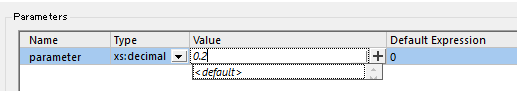 Parameters
Name Type Value Default Expression
parameter xs:decimal 0.2 + 0
<default>